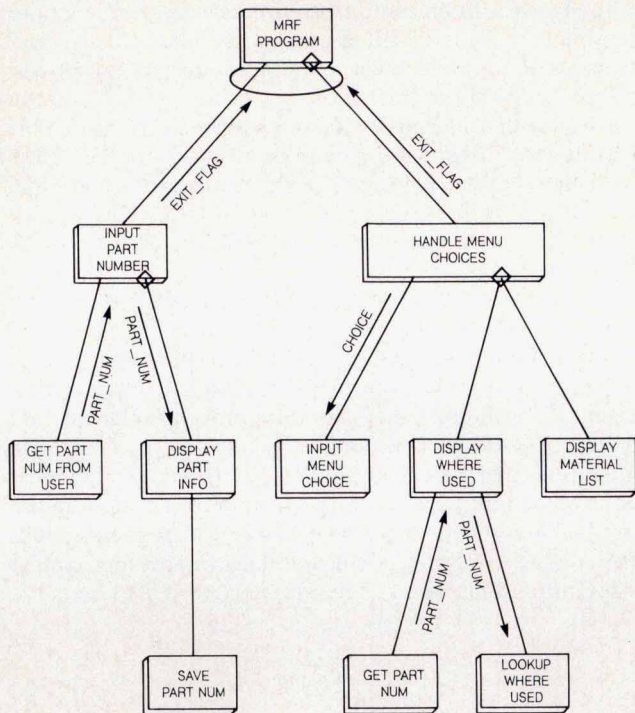 MRF
PROGRAM
EXIT_FLAG
EXIT_FLAG
INPUT
PART
NUMBER
HANDLE MENU
CHOICES
PART_NUM
PART_NUM
CHOICE
GET PART
NUM FROM
USER
DISPLAY
PART
INFO
INPUT
MENU
CHOICE
DISPLAY
WHERE
USED
DISPLAY
MATERIAL
LIST
PART_NUM
PART_NUM
SAVE
PART NUM
GET PART
NUM
LOOKUP
WHERE
USED